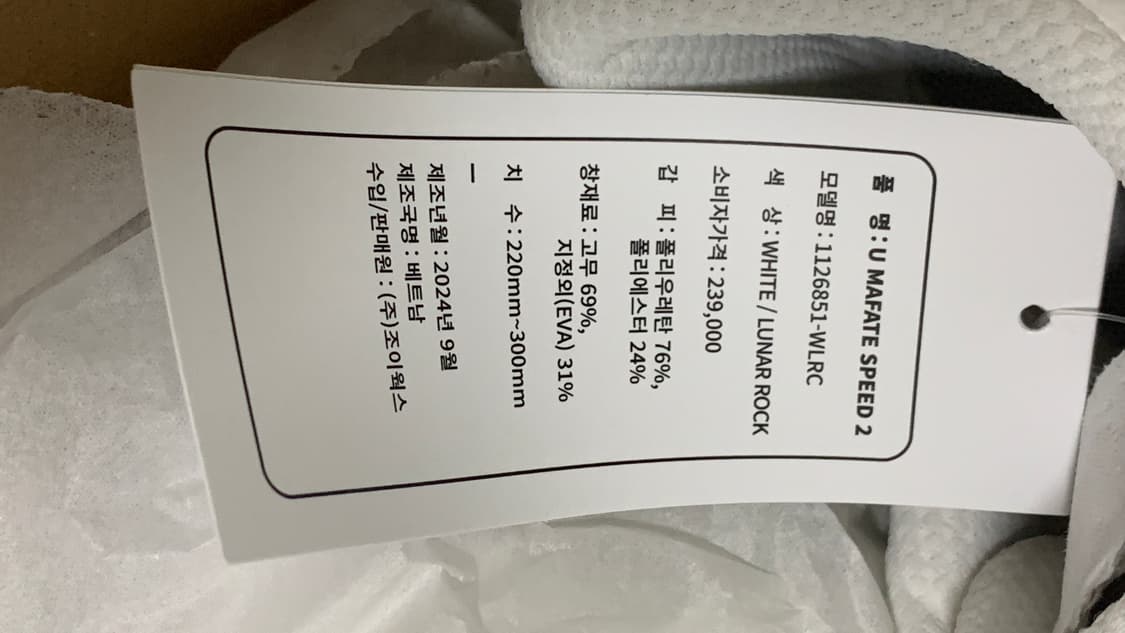 품 명 : U MAFATE SPEED 2
모델명 : 1126851-WLRC
색 상 : WHITE / LUNAR ROCK
소비자가격 : 239,000
갑 피 : 폴리우레탄 76%,
폴리에스터 24%
창재료 : 고무 69%,
지정외(EVA) 31%
치 수 : 220mm~300mm
–
제조년월 : 2024년 9월
제조국명 : 베트남
수입/판매원 : (주)조이웍스